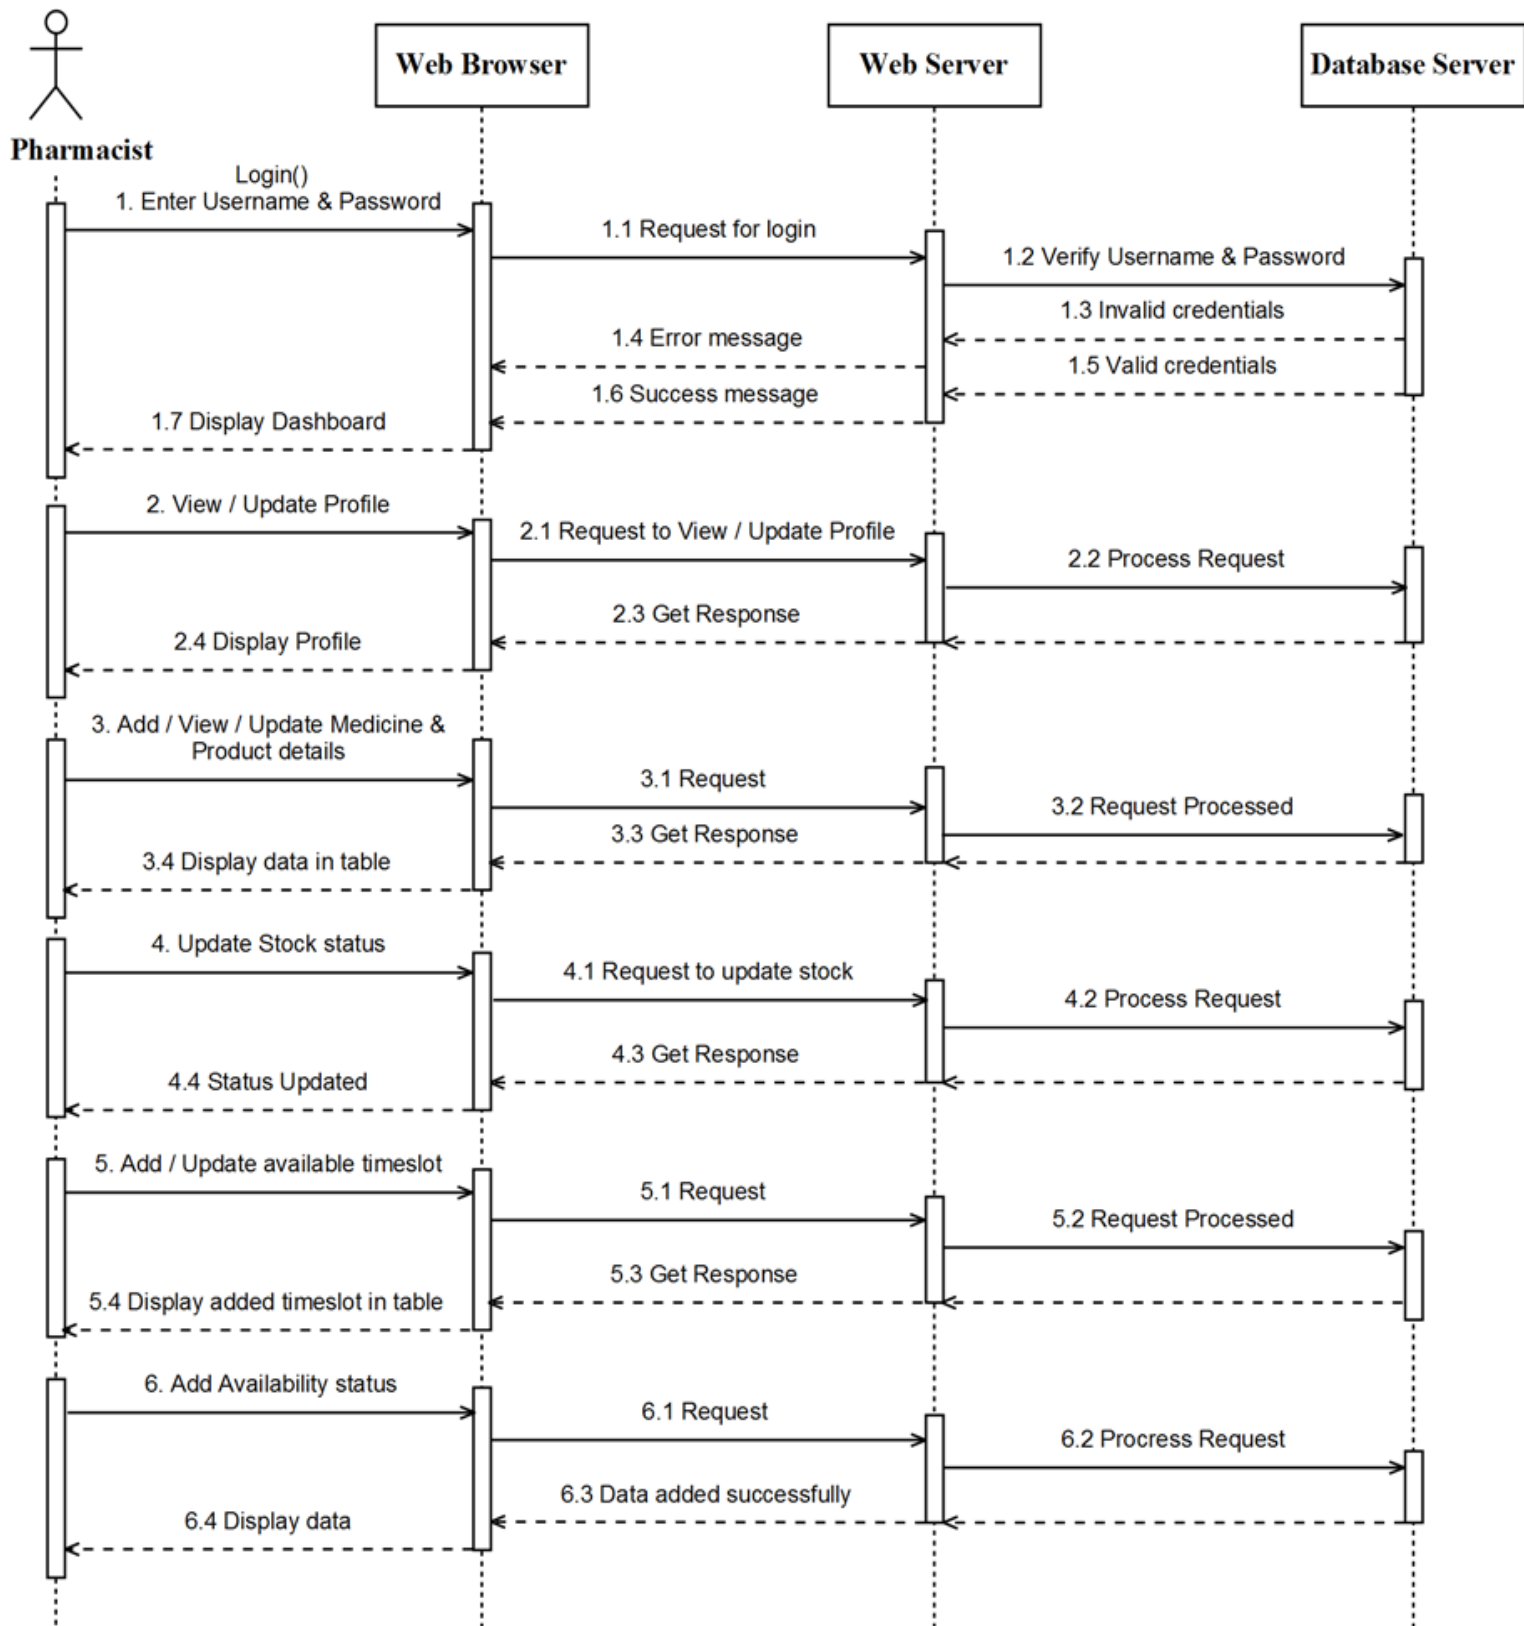 Web Browser
Web Server
Database Server
Pharmacist
Login()
1. Enter Username & Password
1.1 Request for login
1.2 Verify Username & Password
1.3 Invalid credentials
1.4 Error message
1.5 Valid credentials
1.6 Success message
1.7 Display Dashboard
2. View / Update Profile
2.1 Request to View / Update Profile
2.2 Process Request
2.3 Get Response
2.4 Display Profile
3. Add / View / Update Medicine &
Product details
3.1 Request
3.2 Request Processed
3.3 Get Response
3.4 Display data in table
4. Update Stock status
4.1 Request to update stock
4.2 Process Request
4.3 Get Response
4.4 Status Updated
5. Add / Update available timeslot
5.1 Request
5.2 Request Processed
5.3 Get Response
5.4 Display added timeslot in table
6. Add Availability status
6.1 Request
6.2 Procress Request
6.3 Data added successfully
6.4 Display data